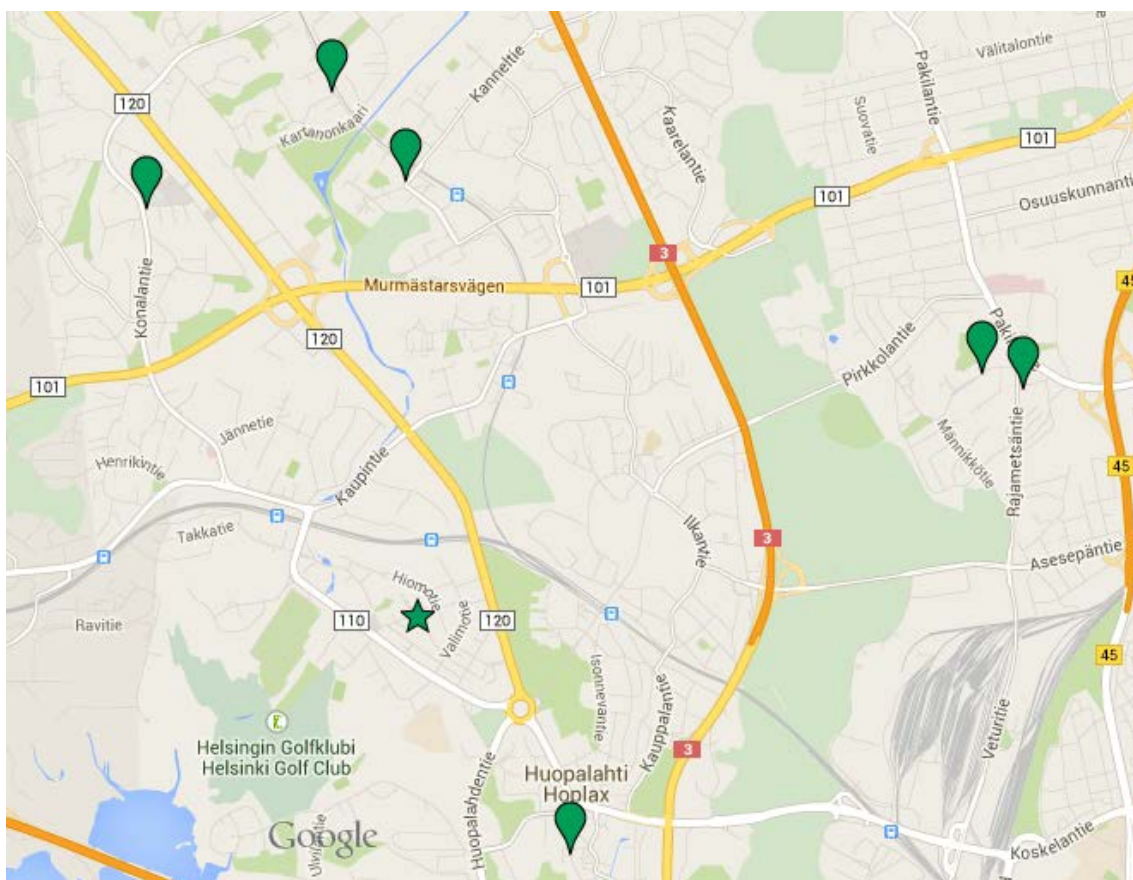 Välitalontie
Kanneltie
Pakilantie
120
Kartanonkaari
Suovatie
Kaarelantie
101
101
Osuuskunnantie
3
Konalantie
Murmästarsvägen
101
45
120
Pirkkolantie
101
Jännetie
Männikkötie
Rajametsäntie
Henrikintie
Kaupintie
45
Takkatie
Ilkantie
3
Asesepäntie
Hiomotie
Ravitie
110
Valimotie
120
45
Isonnevantie
Kauppalantie
Veturitie
3
Helsingin Golfklubi
Helsinki Golf Club
Huopalahdentie
Huopalahti
Hoplax
Google
Koskelantie